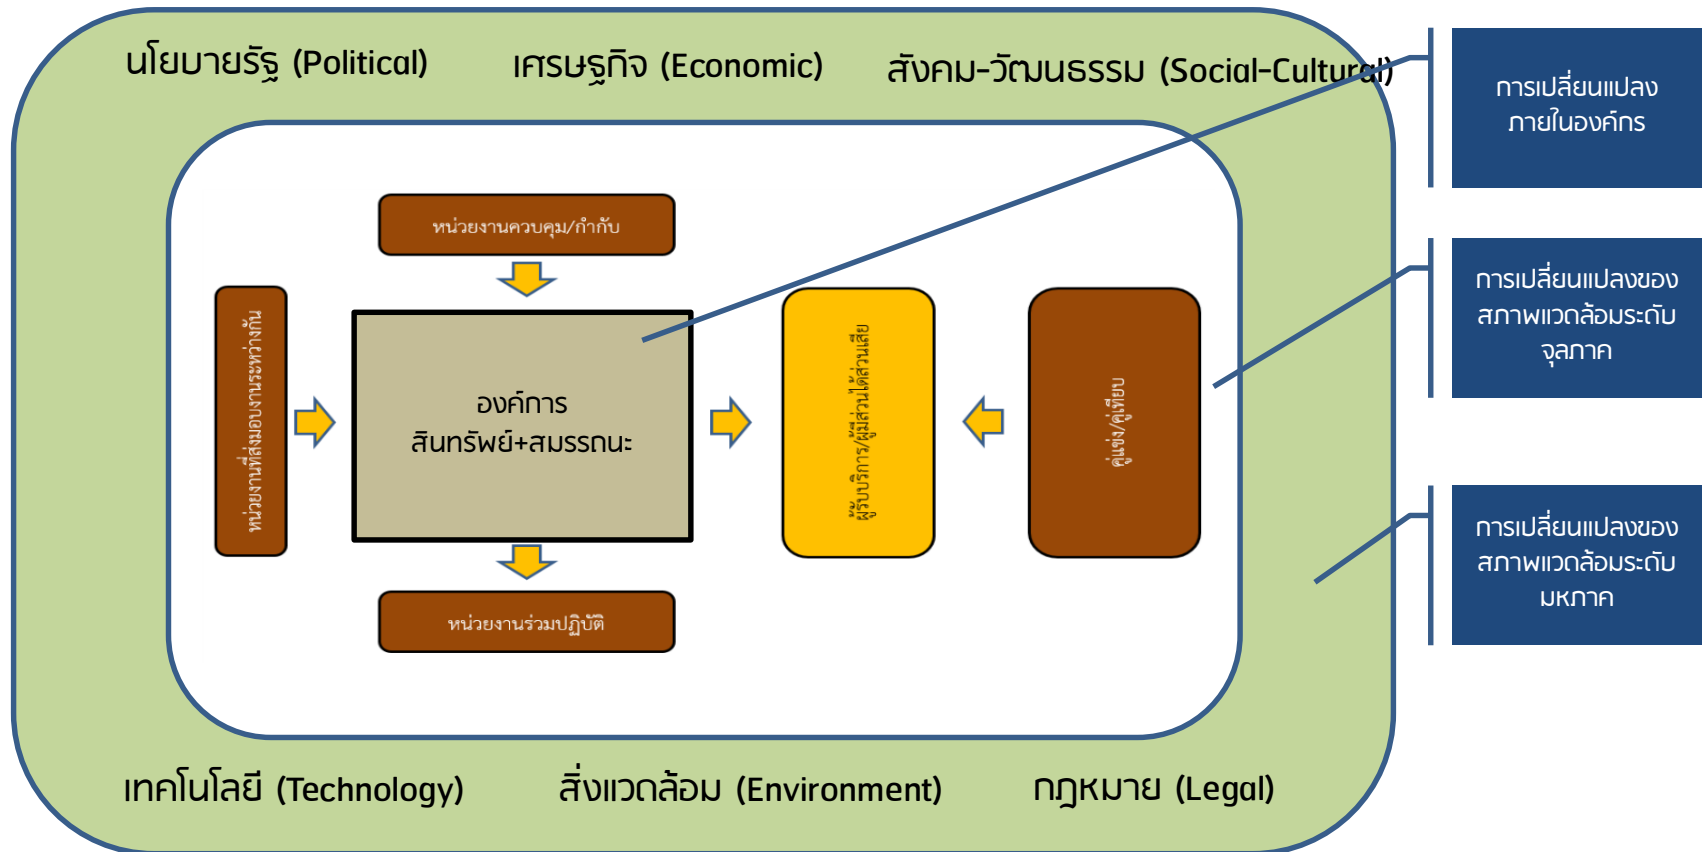 นโยบายรัฐ (Political)
เศรษฐกิจ (Economic)
สังคม-วัฒนธรรม (Social-Cultural)
การเปลี่ยนแปลง
ภายในองค์กร
หน่วยงานควบคุม/กำกับ
หน่วยงานที่ส่งมอบงานระหว่างกัน
องค์การ
สินทรัพย์+สมรรถนะ
ผู้รับบริการ/ผู้มีส่วนได้ส่วนเสีย
คู่แข่ง/คู่เทียบ
การเปลี่ยนแปลงของ
สภาพแวดล้อมระดับ
จุลภาค
หน่วยงานร่วมปฏิบัติ
การเปลี่ยนแปลงของ
สภาพแวดล้อมระดับ
มหภาค
เทคโนโลยี (Technology)
สิ่งแวดล้อม (Environment)
กฎหมาย (Legal)